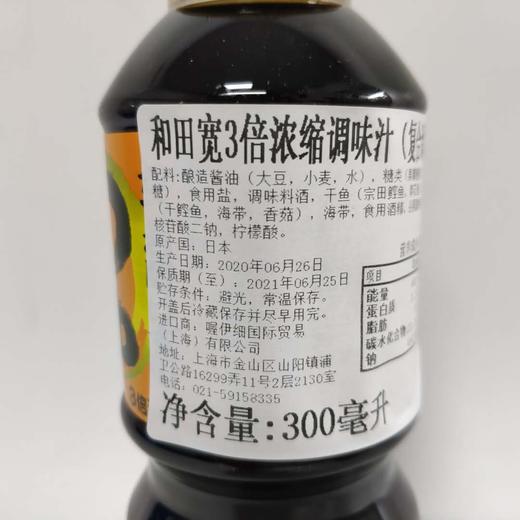 和田宽3倍浓缩调味汁（复合
配料:酿造酱油（大豆，小麦，水），糖类
糖），食用盐，调味料酒，干鱼（宗田鲣鱼，
（干鲣鱼，海带，香菇），海带，食用酒精，
核苷酸二钠，柠檬酸。
原产国：日本
生产日期：2020年06月26日
保质期（至）：2021年06月25日
贮存条件：避光，常温保存。
开盖后冷藏保存并尽早用完。
进口商：喔伊细国际贸易
（上海）有限公司
地址：上海市金山区山阳镇浦
卫公路16299弄11号2层2130室
电话：021-59158335
净含量:300毫升
项目
能量
蛋白质
脂肪
碳水化合物
钠